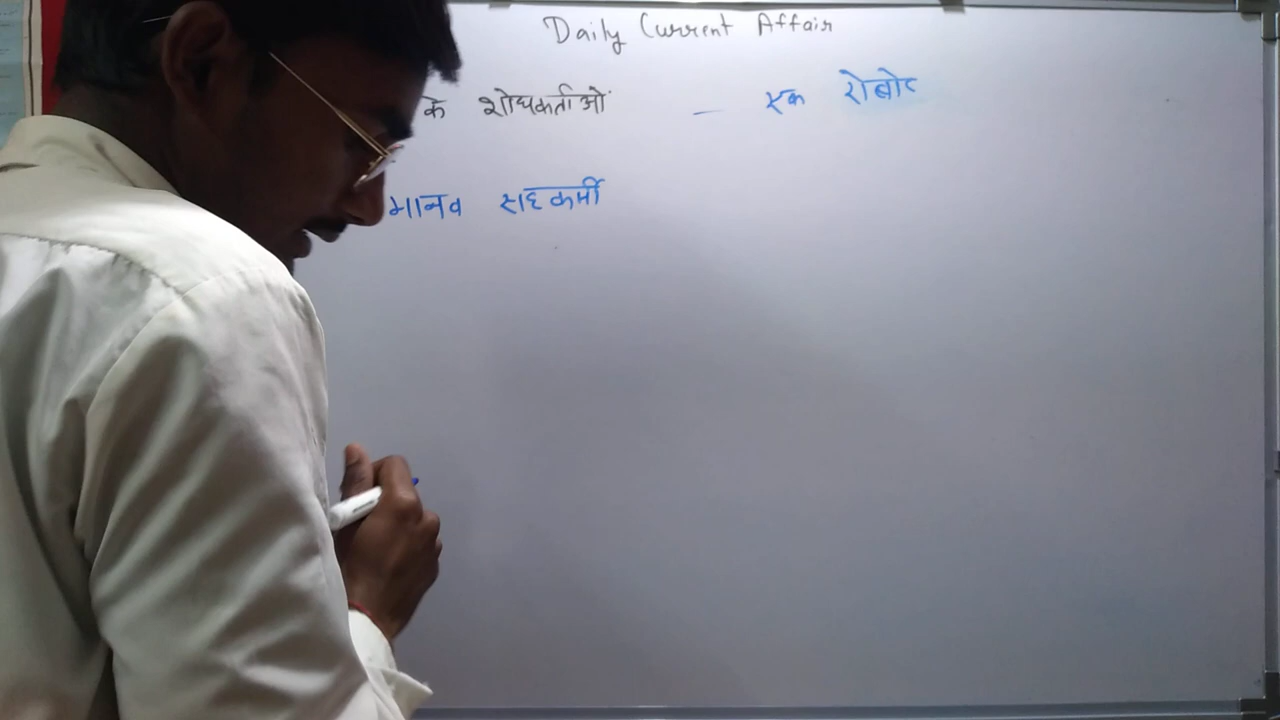 Daily Current Affair
के शोधकर्ताओं — एक रोबोट
मानव सहकर्मी